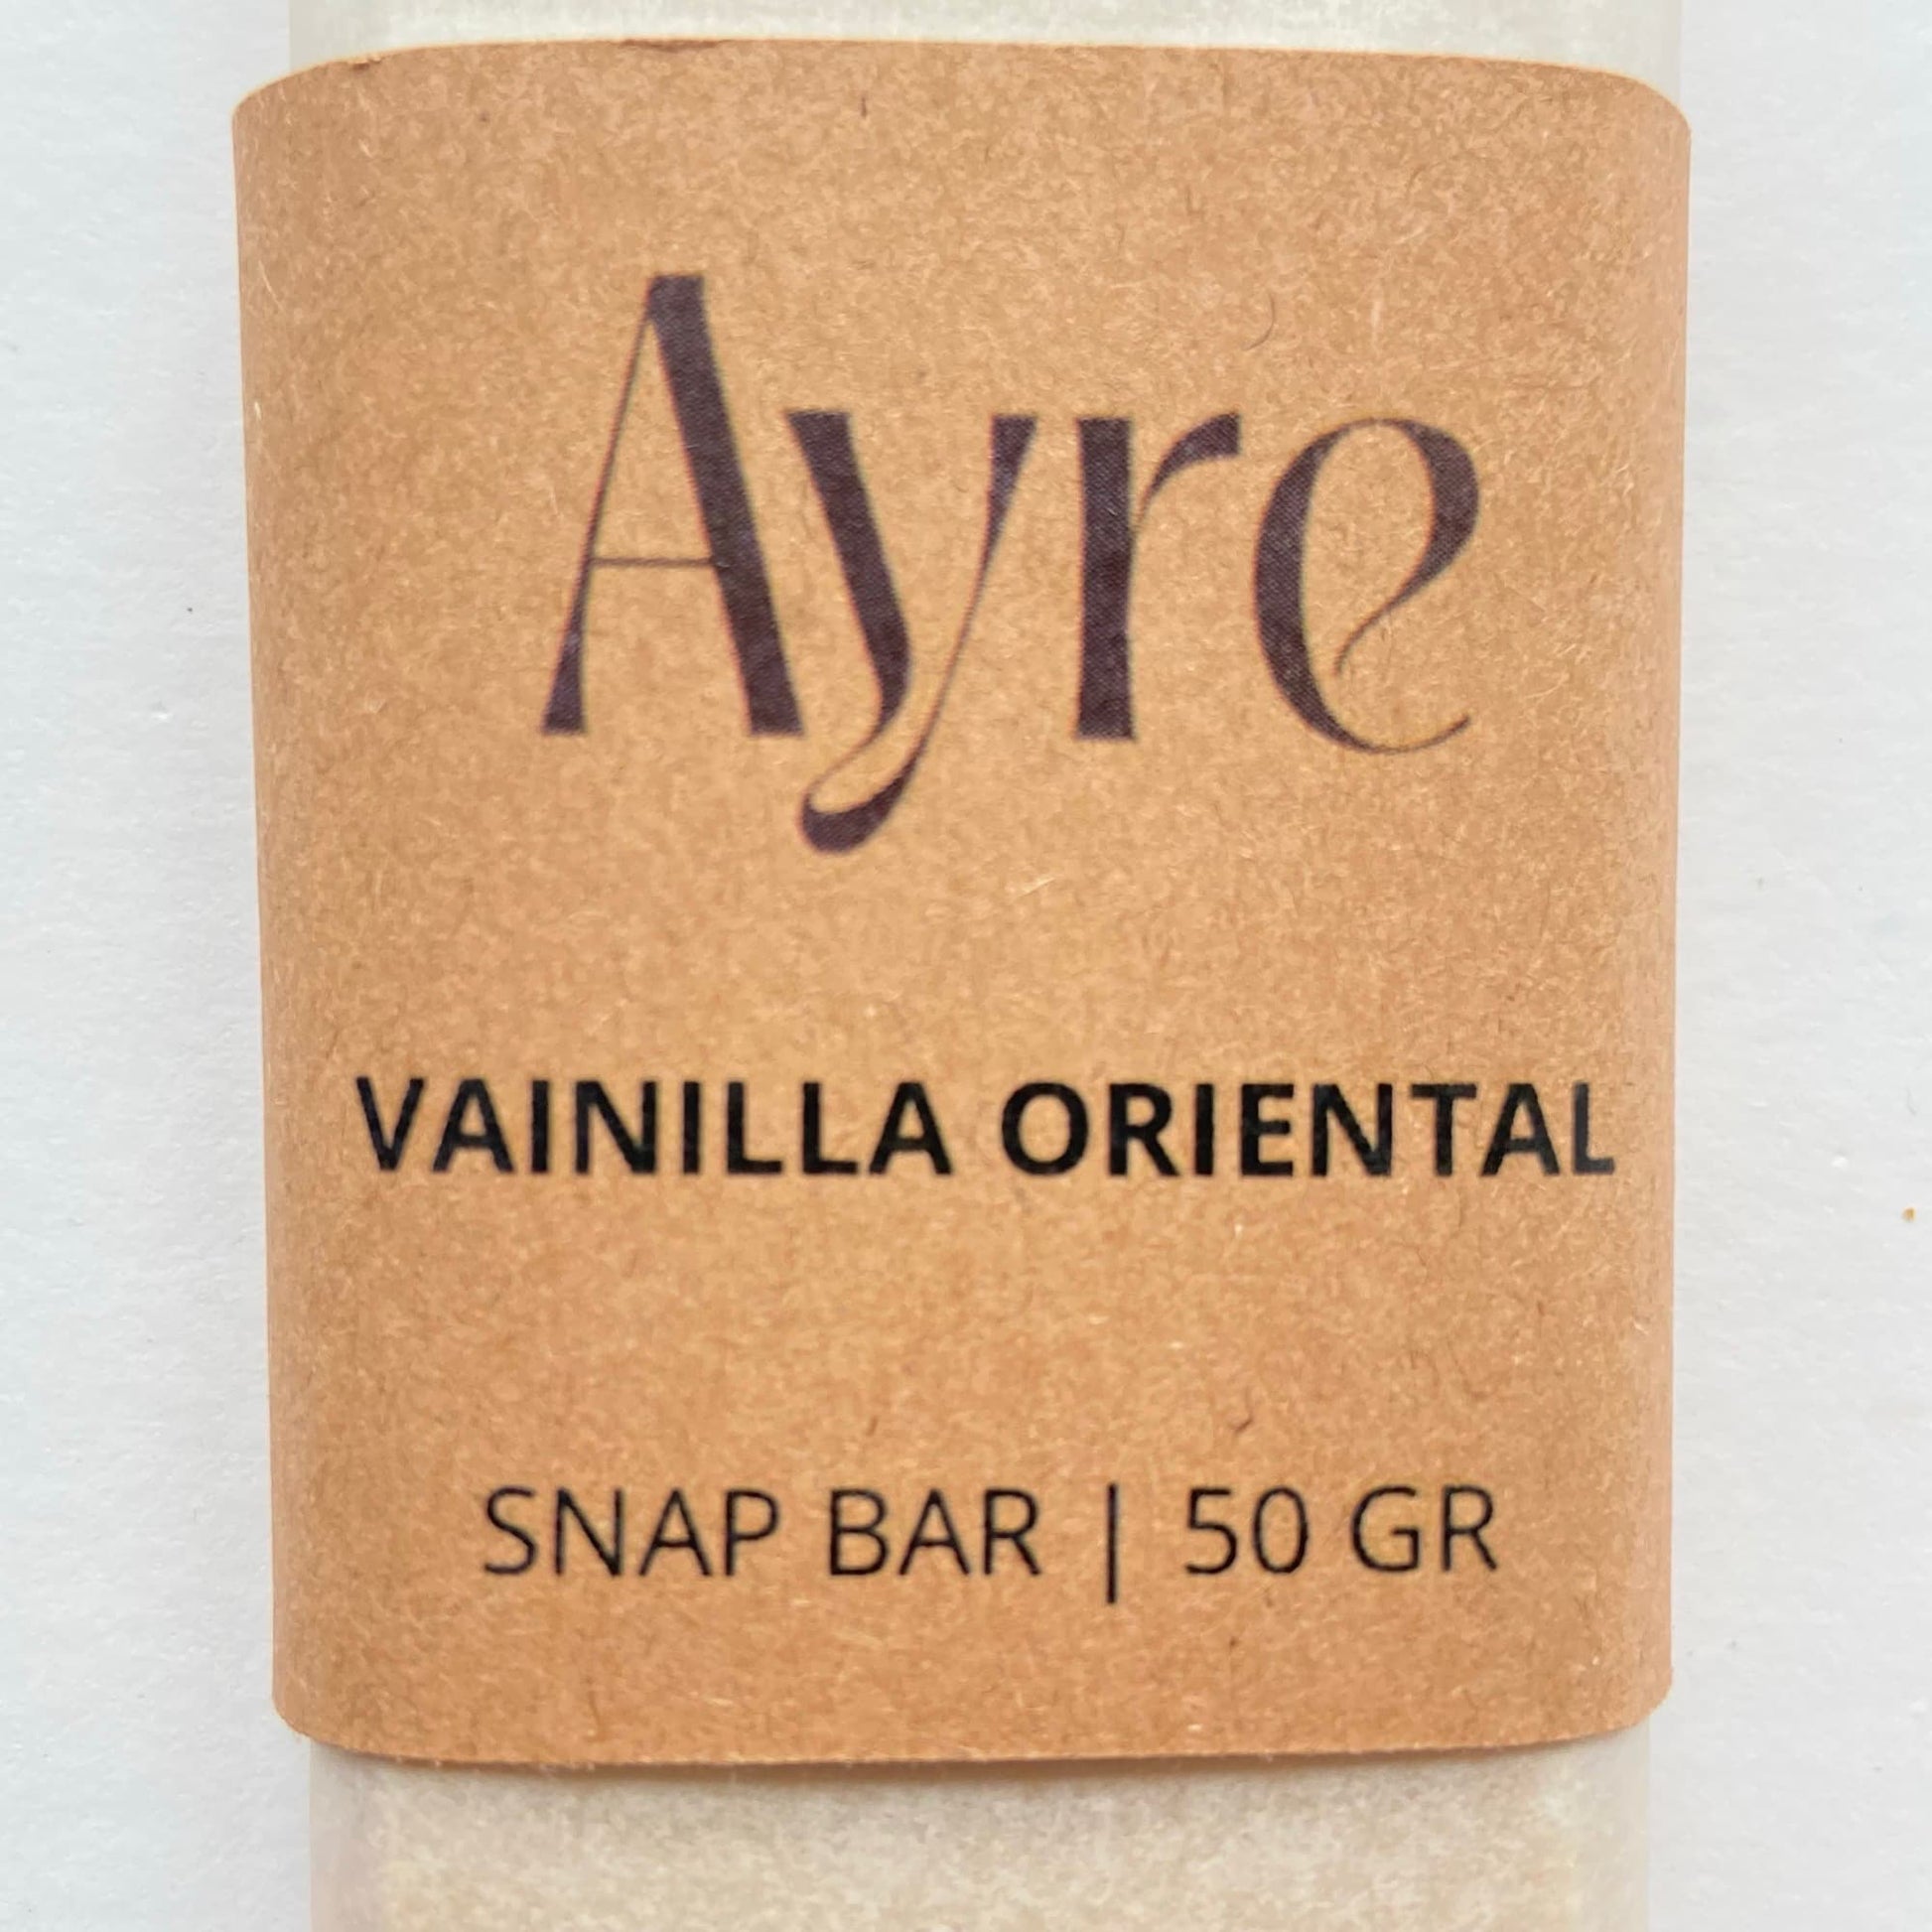 Ayre
VAINILLA ORIENTAL
SNAP BAR | 50 GR